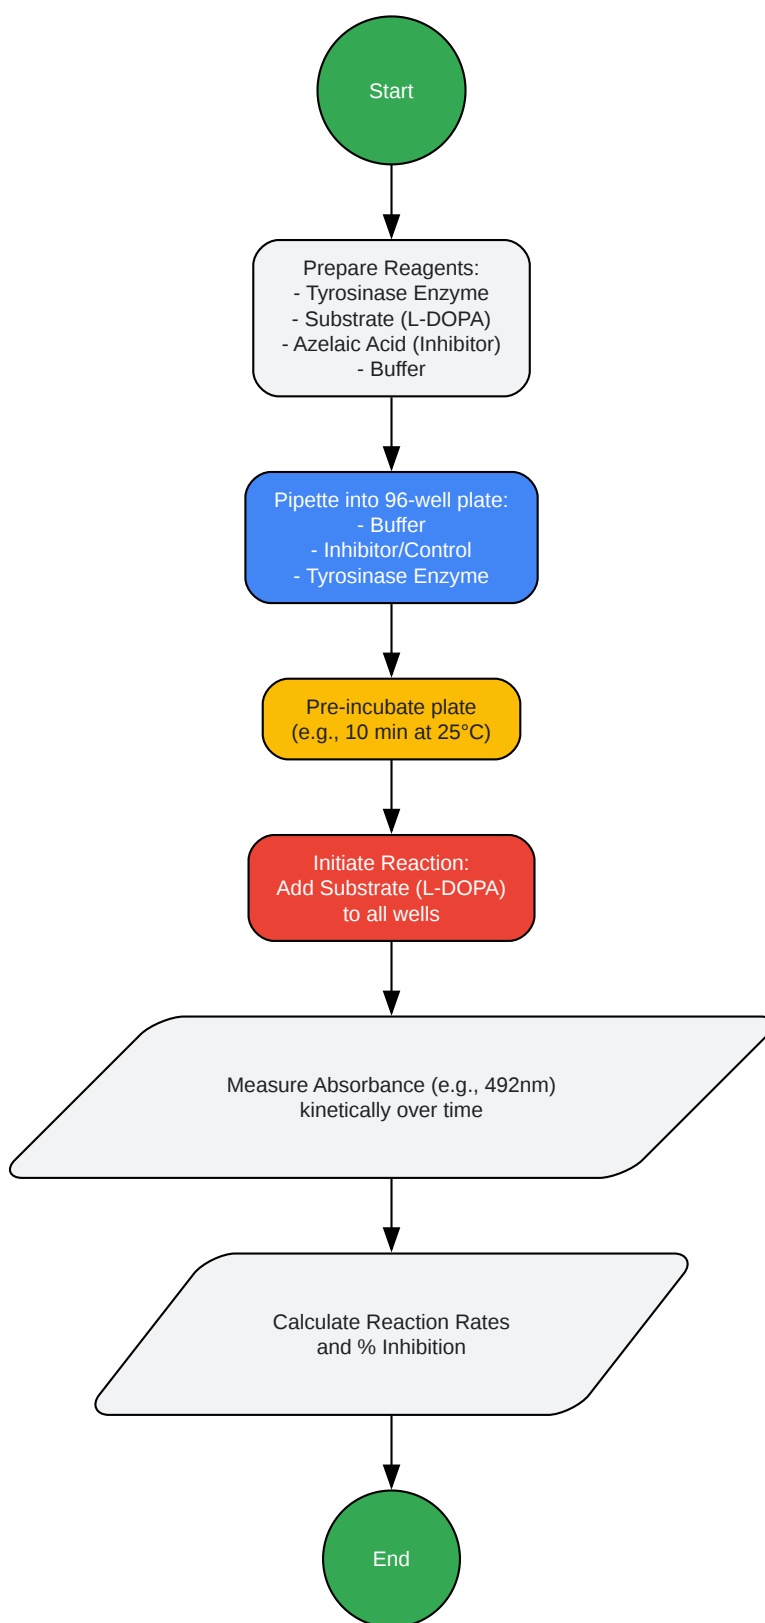 Start
Prepare Reagents:
- Tyrosinase Enzyme
- Substrate (L-DOPA)
- Azelaic Acid (Inhibitor)
- Buffer
Pipette into 96-well plate:
- Buffer
- Inhibitor/Control
- Tyrosinase Enzyme
Pre-incubate plate
(e.g., 10 min at 25°C)
Initiate Reaction:
Add Substrate (L-DOPA)
to all wells
Measure Absorbance (e.g., 492nm)
kinetically over time
Calculate Reaction Rates
and % Inhibition
End